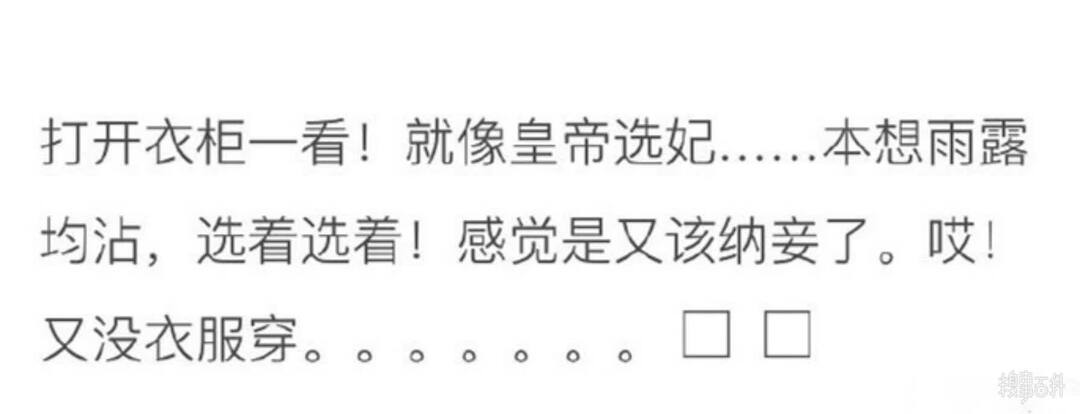 打开衣柜一看！就像皇帝选妃……本想雨露
均沾，选着选着！感觉是又该纳妾了。哎！
又没衣服穿。。。。。。。□ □